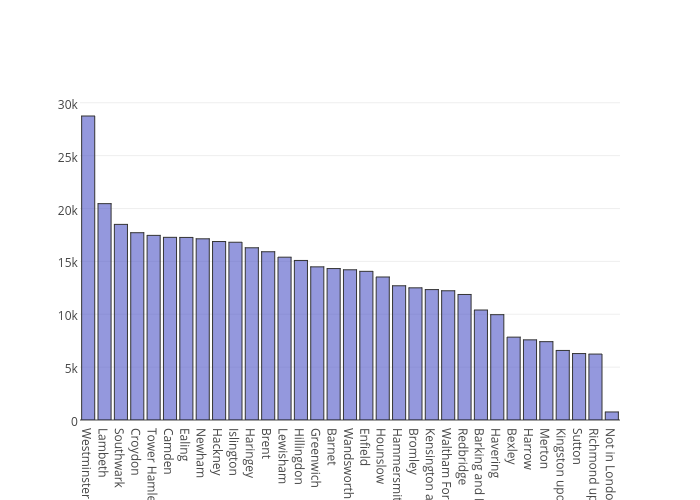 30k
25k
20k
15k
10k
5k
0
Westminster
Lambeth
Southwark
Croydon
Tower Hamle
Camden
Ealing
Newham
Hackney
Islington
Haringey
Brent
Lewisham
Hillingdon
Greenwich
Barnet
Wandsworth
Enfield
Hounslow
Hammersmit
Bromley
Kensington a
Waltham For
Redbridge
Barking and
Havering
Bexley
Harrow
Merton
Kingston upo
Sutton
Richmond up
Not in Londo